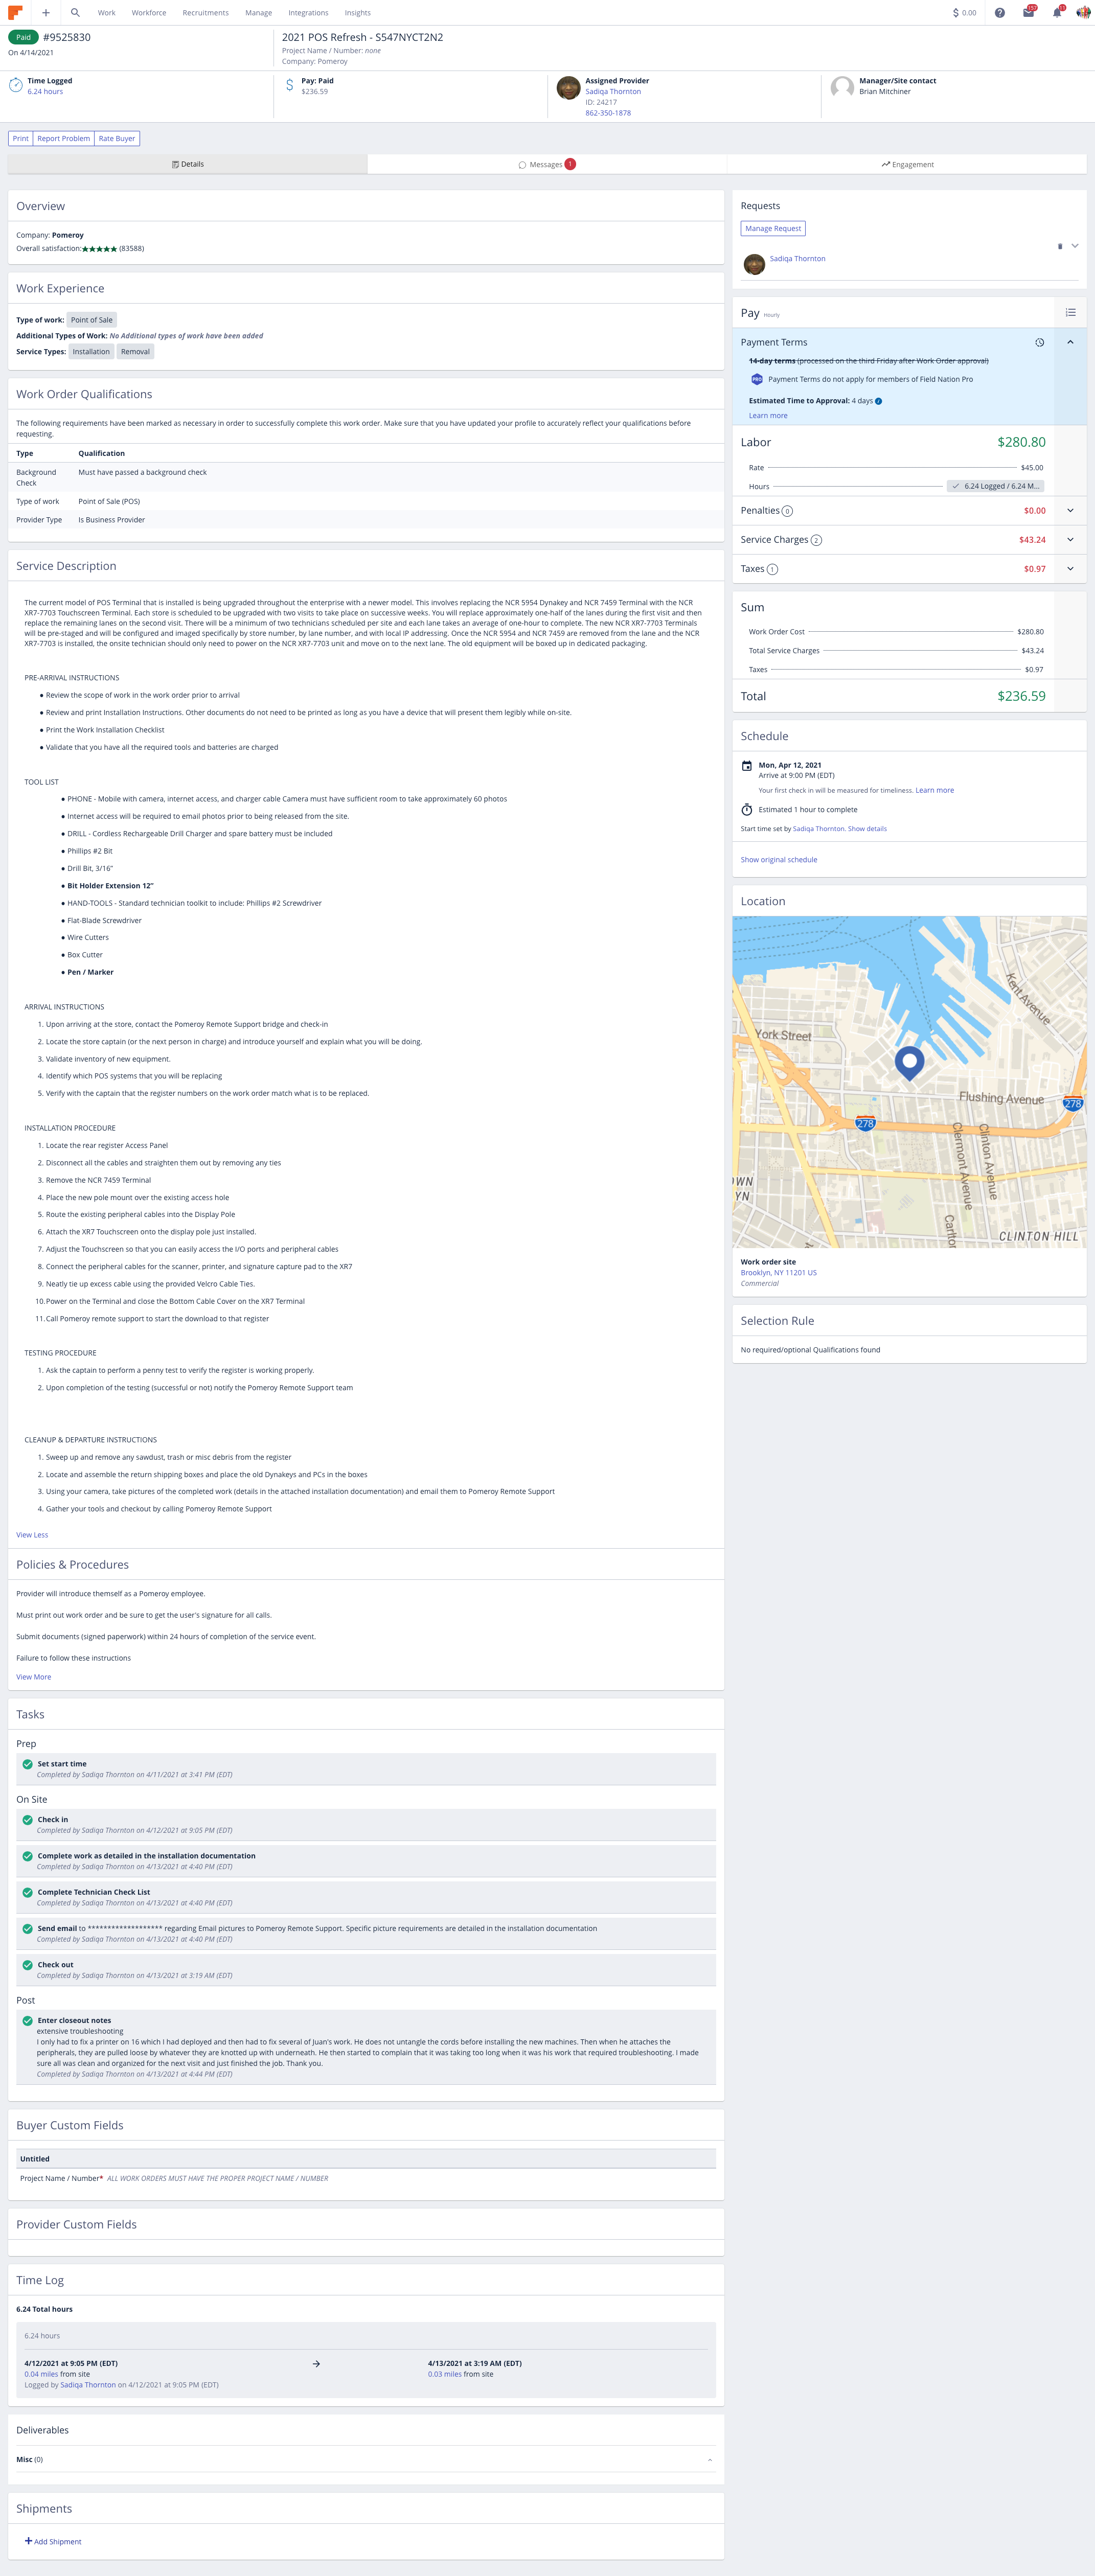 Work Workforce Recruitments Manage Integrations Insights
0.00
157
11
Paid #9525830
On 4/14/2021
2021 POS Refresh - S547NYCT2N2
Project Name / Number: none
Company: Pomeroy
Time Logged
6.24 hours
Pay: Paid
$236.59
Assigned Provider
Sadiqa Thornton
ID: 24217
862-350-1878
Manager/Site contact
Brian Mitchiner
Print Report Problem Rate Buyer
Details
Messages 1
Engagement
Overview
Company: Pomeroy
Overall satisfaction:★★★★★ (83588)
Work Experience
Type of work: Point of Sale
Additional Types of Work: No Additional types of work have been added
Service Types: Installation Removal
Work Order Qualifications
The following requirements have been marked as necessary in order to successfully complete this work order. Make sure that you have updated your profile to accurately reflect your qualifications before
requesting.
Type Qualification
Background
Check
Must have passed a background check
Type of work Point of Sale (POS)
Provider Type Is Business Provider
Service Description
The current model of POS Terminal that is installed is being upgraded throughout the enterprise with a newer model. This involves replacing the NCR 5954 Dynakey and NCR 7459 Terminal with the NCR
XR7-7703 Touchscreen Terminal. Each store is scheduled to be upgraded with two visits to take place on successive weeks. You will replace approximately one-half of the lanes during the first visit and then
replace the remaining lanes on the second visit. There will be a minimum of two technicians scheduled per site and each lane takes an average of one-hour to complete. The new NCR XR7-7703 Terminals
will be pre-staged and will be configured and imaged specifically by store number, by lane number, and with local IP addressing. Once the NCR 5954 and NCR 7459 are removed from the lane and the NCR
XR7-7703 is installed, the onsite technician should only need to power on the NCR XR7-7703 unit and move on to the next lane. The old equipment will be boxed up in dedicated packaging.
PRE-ARRIVAL INSTRUCTIONS
● Review the scope of work in the work order prior to arrival
● Review and print Installation Instructions. Other documents do not need to be printed as long as you have a device that will present them legibly while on-site.
● Print the Work Installation Checklist
● Validate that you have all the required tools and batteries are charged
TOOL LIST
● PHONE - Mobile with camera, internet access, and charger cable Camera must have sufficient room to take approximately 60 photos
● Internet access will be required to email photos prior to being released from the site.
● DRILL - Cordless Rechargeable Drill Charger and spare battery must be included
● Phillips #2 Bit
● Drill Bit, 3/16"
● Bit Holder Extension 12"
● HAND-TOOLS - Standard technician toolkit to include: Phillips #2 Screwdriver
● Flat-Blade Screwdriver
● Wire Cutters
● Box Cutter
● Pen / Marker
ARRIVAL INSTRUCTIONS
1. Upon arriving at the store, contact the Pomeroy Remote Support bridge and check-in
2. Locate the store captain (or the next person in charge) and introduce yourself and explain what you will be doing.
3. Validate inventory of new equipment.
4. Identify which POS systems that you will be replacing
5. Verify with the captain that the register numbers on the work order match what is to be replaced.
INSTALLATION PROCEDURE
1. Locate the rear register Access Panel
2. Disconnect all the cables and straighten them out by removing any ties
3. Remove the NCR 7459 Terminal
4. Place the new pole mount over the existing access hole
5. Route the existing peripheral cables into the Display Pole
6. Attach the XR7 Touchscreen onto the display pole just installed.
7. Adjust the Touchscreen so that you can easily access the I/O ports and peripheral cables
8. Connect the peripheral cables for the scanner, printer, and signature capture pad to the XR7
9. Neatly tie up excess cable using the provided Velcro Cable Ties.
10. Power on the Terminal and close the Bottom Cable Cover on the XR7 Terminal
11. Call Pomeroy remote support to start the download to that register
TESTING PROCEDURE
1. Ask the captain to perform a penny test to verify the register is working properly.
2. Upon completion of the testing (successful or not) notify the Pomeroy Remote Support team
CLEANUP & DEPARTURE INSTRUCTIONS
1. Sweep up and remove any sawdust, trash or misc debris from the register
2. Locate and assemble the return shipping boxes and place the old Dynakeys and PCs in the boxes
3. Using your camera, take pictures of the completed work (details in the attached installation documentation) and email them to Pomeroy Remote Support
4. Gather your tools and checkout by calling Pomeroy Remote Support
View Less
Policies & Procedures
Provider will introduce themself as a Pomeroy employee.
Must print out work order and be sure to get the user's signature for all calls.
Submit documents (signed paperwork) within 24 hours of completion of the service event.
Failure to follow these instructions
View More
Tasks
Prep
Set start time
Completed by Sadiqa Thornton on 4/11/2021 at 3:41 PM (EDT)
On Site
Check in
Completed by Sadiqa Thornton on 4/12/2021 at 9:05 PM (EDT)
Complete work as detailed in the installation documentation
Completed by Sadiqa Thornton on 4/13/2021 at 4:40 PM (EDT)
Complete Technician Check List
Completed by Sadiqa Thornton on 4/13/2021 at 4:40 PM (EDT)
Send email to ******************* regarding Email pictures to Pomeroy Remote Support. Specific picture requirements are detailed in the installation documentation
Completed by Sadiqa Thornton on 4/13/2021 at 4:40 PM (EDT)
Check out
Completed by Sadiqa Thornton on 4/13/2021 at 3:19 AM (EDT)
Post
Enter closeout notes
extensive troubleshooting
I only had to fix a printer on 16 which I had deployed and then had to fix several of Juan's work. He does not untangle the cords before installing the new machines. Then when he attaches the
peripherals, they are pulled loose by whatever they are knotted up with underneath. He then started to complain that it was taking too long when it was his work that required troubleshooting. I made
sure all was clean and organized for the next visit and just finished the job. Thank you.
Completed by Sadiqa Thornton on 4/13/2021 at 4:44 PM (EDT)
Buyer Custom Fields
Untitled
Project Name / Number* ALL WORK ORDERS MUST HAVE THE PROPER PROJECT NAME / NUMBER
Provider Custom Fields
Time Log
6.24 Total hours
6.24 hours
4/12/2021 at 9:05 PM (EDT)
0.04 miles from site
Logged by Sadiqa Thornton on 4/12/2021 at 9:05 PM (EDT)
4/13/2021 at 3:19 AM (EDT)
0.03 miles from site
Deliverables
Misc (0)
Shipments
Add Shipment
Requests
Manage Request
Sadiqa Thornton
Pay Hourly
Payment Terms
14-day terms (processed on the third Friday after Work Order approval)
PRO Payment Terms do not apply for members of Field Nation Pro
Estimated Time to Approval: 4 days
Learn more
Labor $280.80
Rate $45.00
Hours 6.24 Logged / 6.24 M...
Penalties 0 $0.00
Service Charges 2 $43.24
Taxes 1 $0.97
Sum
Work Order Cost $280.80
Total Service Charges $43.24
Taxes $0.97
Total $236.59
Schedule
Mon, Apr 12, 2021
Arrive at 9:00 PM (EDT)
Your first check in will be measured for timeliness. Learn more
Estimated 1 hour to complete
Start time set by Sadiqa Thornton. Show details
Show original schedule
Location
Kent Avenue
York Street
Flushing Avenue
278
278
Clermont Avenue
Clinton Avenue
OWN
YN
Carlton
CLINTON HILL
Work order site
Brooklyn, NY 11201 US
Commercial
Selection Rule
No required/optional Qualifications found